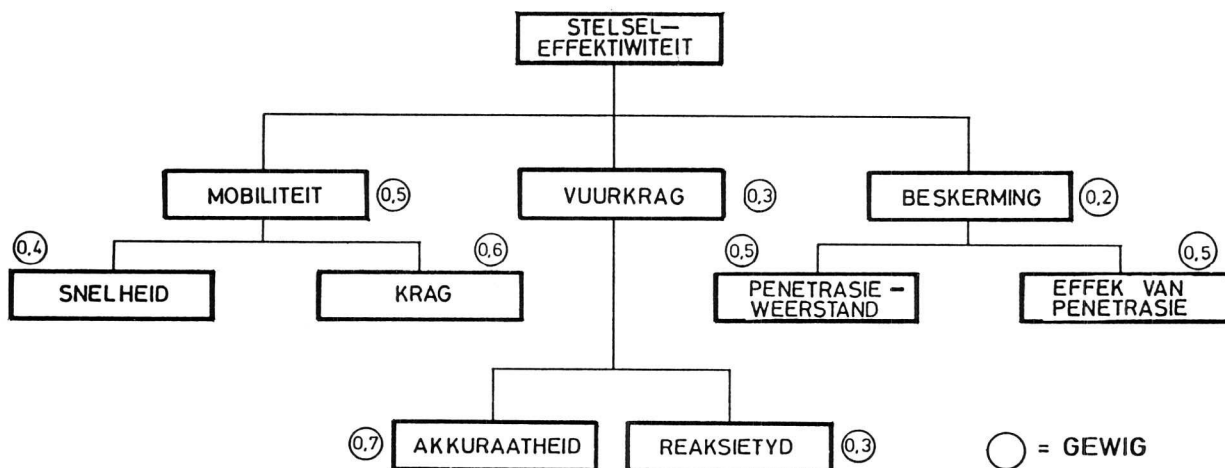 STELSEL—
EFFEKTIWITEIT
MOBILITEIT
0,5
VUURKRAG
0,3
BESKERMING
0,2
0,4
SNELHEID
0,6
KRAG
0,5
PENETRASIE—
WEERSTAND
0,5
EFFEK VAN
PENETRASIE
0,7
AKKURAATHEID
REAKSIETYD
0,3
= GEWIG